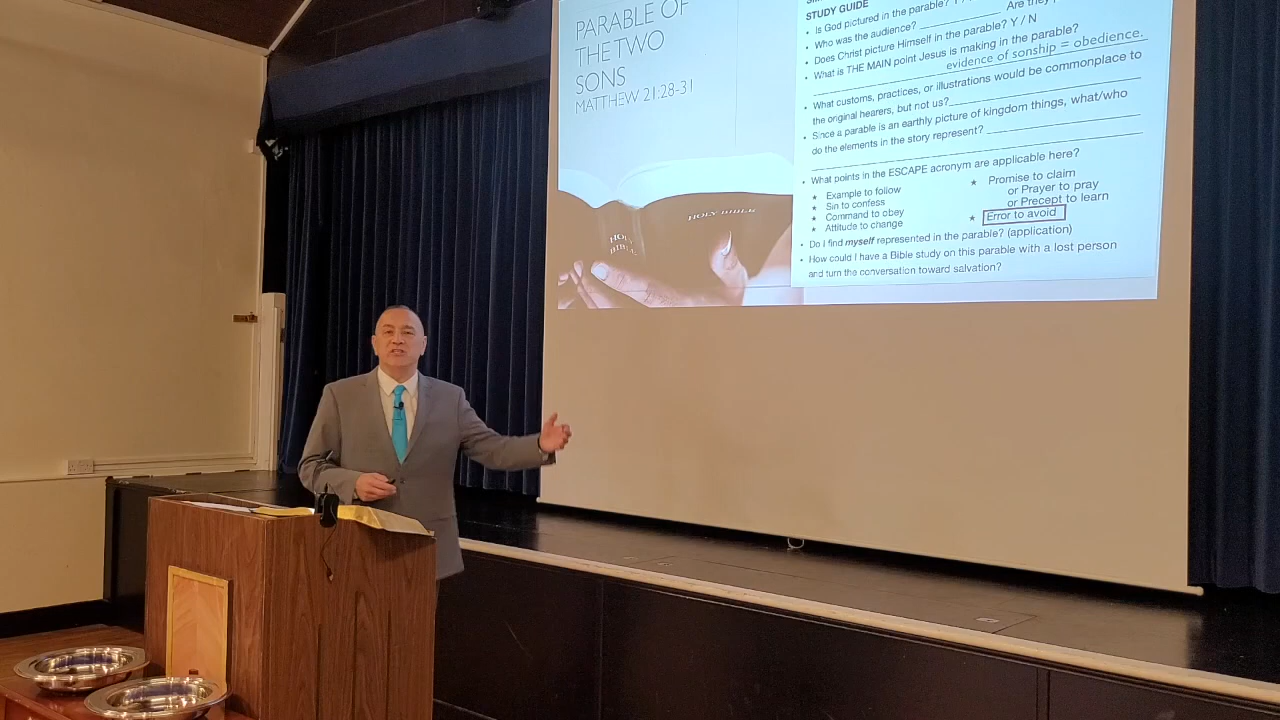 PARABLE OF
THE TWO
SONS
MATTHEW 21:28-31
STUDY GUIDE
• Is God pictured in the parable?
• Who was the audience? __________ Are they
• Does Christ picture Himself in the parable? Y / N
• What is THE MAIN point Jesus is making in the parable?
evidence of sonship = obedience.
• What customs, practices, or illustrations would be commonplace to
the original hearers, but not us?
• Since a parable is an earthly picture of kingdom things, what/who
do the elements in the story represent?
• What points in the ESCAPE acronym are applicable here?
★ Example to follow
★ Sin to confess
★ Command to obey
★ Attitude to change
★ Promise to claim
or Prayer to pray
or Precept to learn
★ Error to avoid
• Do I find myself represented in the parable? (application)
• How could I have a Bible study on this parable with a lost person
and turn the conversation toward salvation?
HOLY BIBLE
HOLY
BIBLE